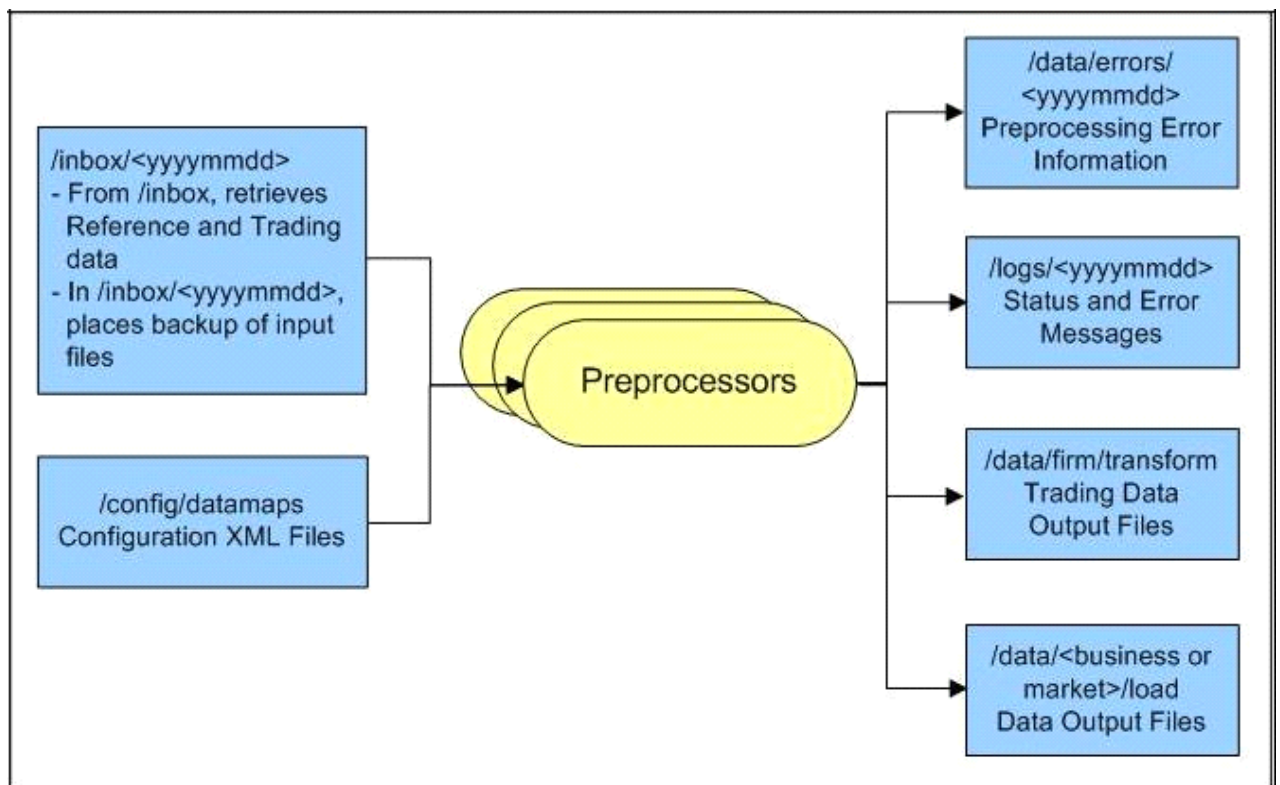 /inbox/<yyyymmdd>
- From /inbox, retrieves
Reference and Trading
data
- In /inbox/<yyyymmdd>,
places backup of input
files
/config/datamaps
Configuration XML Files
Preprocessors
/data/errors/
<yyyymmdd>
Preprocessing Error
Information
/logs/<yyyymmdd>
Status and Error
Messages
/data/firm/transform
Trading Data
Output Files
/data/<business or
market>/load
Data Output Files